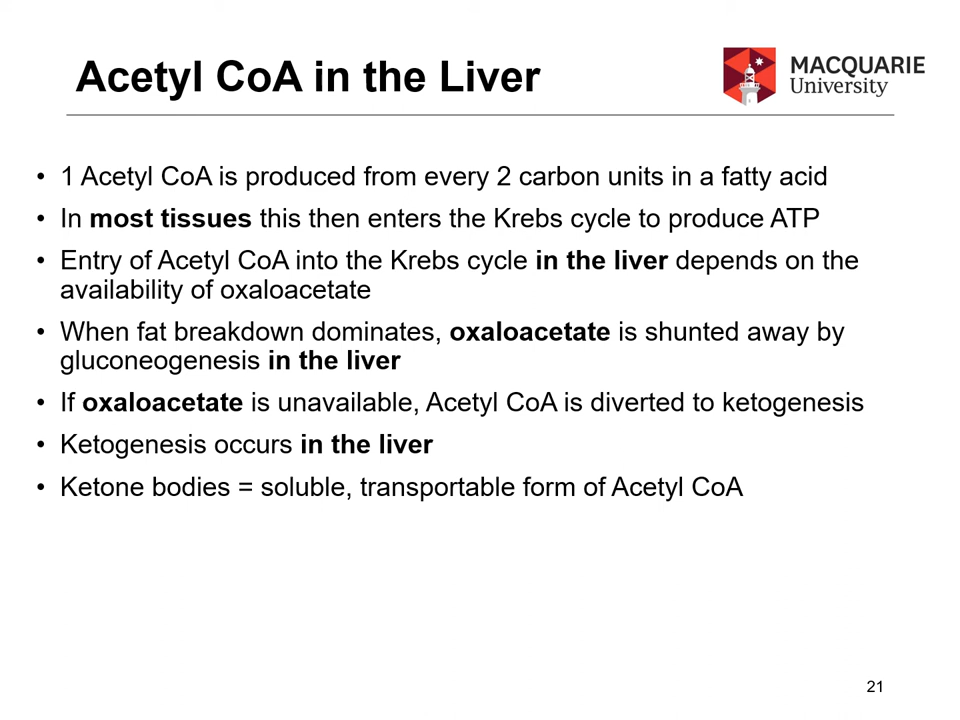 Acetyl CoA in the Liver
MACQUARIE
University
• 1 Acetyl CoA is produced from every 2 carbon units in a fatty acid
• In most tissues this then enters the Krebs cycle to produce ATP
• Entry of Acetyl CoA into the Krebs cycle in the liver depends on the
availability of oxaloacetate
• When fat breakdown dominates, oxaloacetate is shunted away by
gluconeogenesis in the liver
• If oxaloacetate is unavailable, Acetyl CoA is diverted to ketogenesis
• Ketogenesis occurs in the liver
• Ketone bodies = soluble, transportable form of Acetyl CoA
21